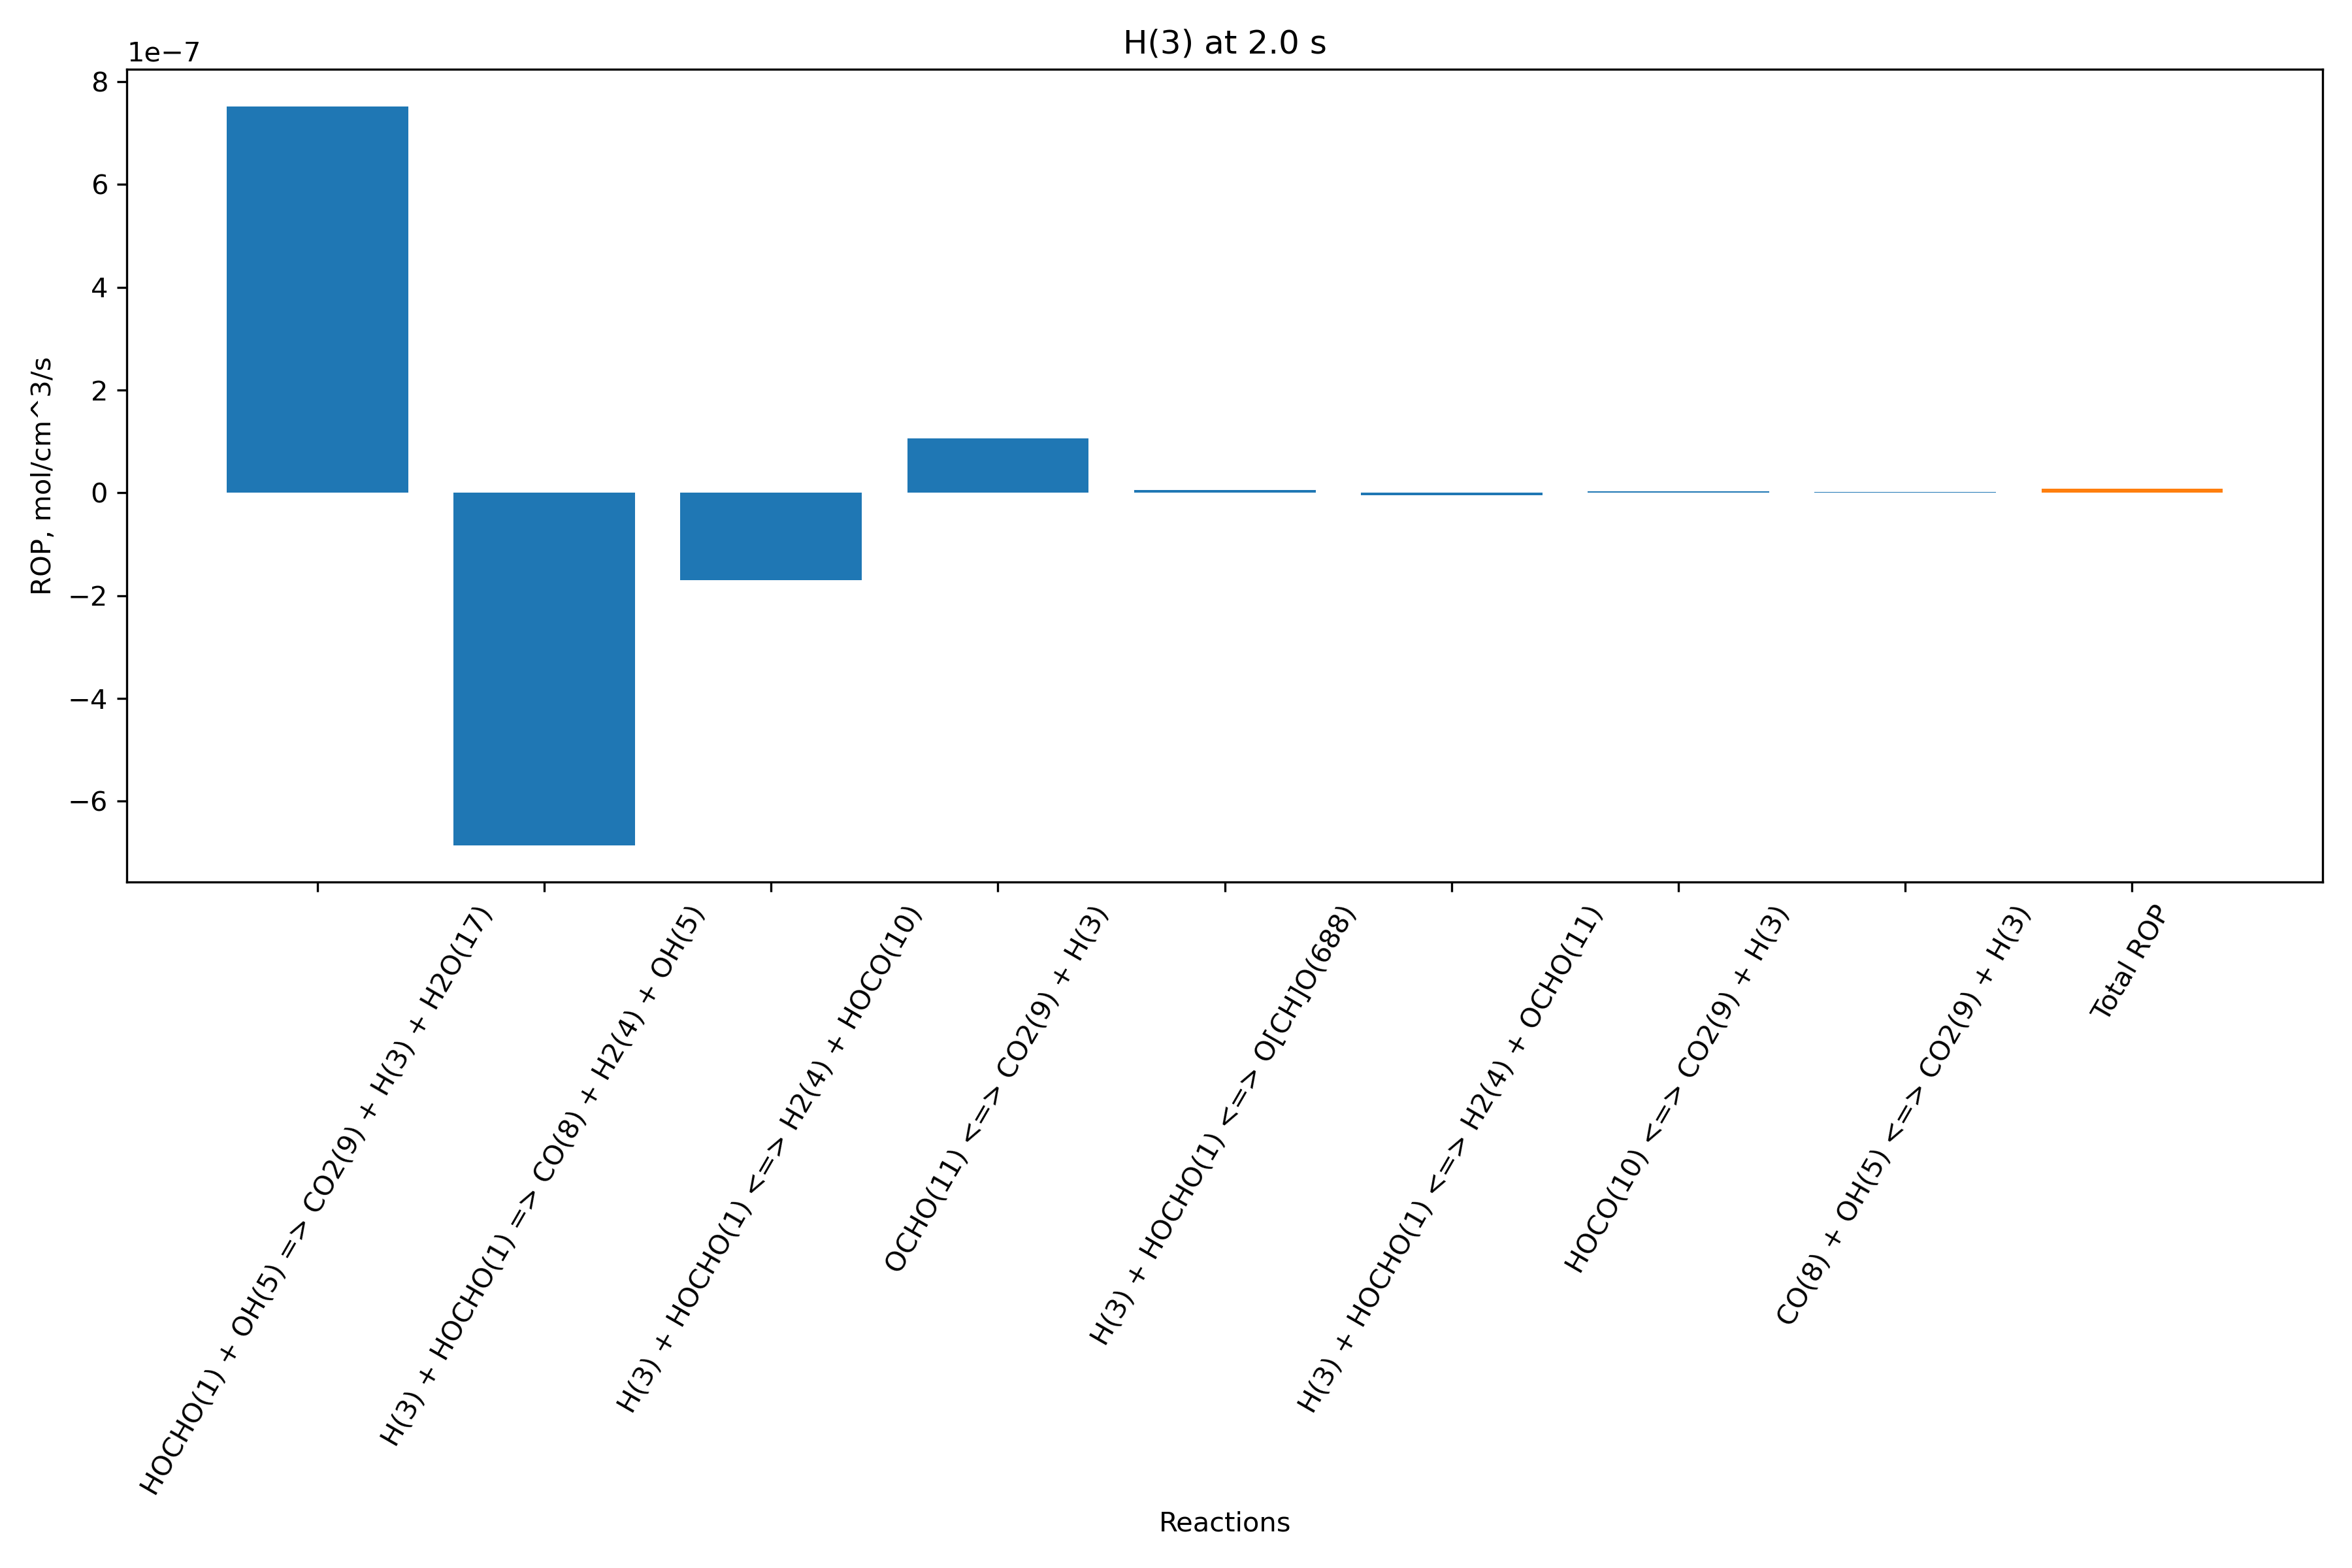 H(3) at 2.0 s
1e−7
8
6
4
2
0
−2
−4
−6
ROP, mol/cm^3/s
HOCHO(1) + OH(5) => CO2(9) + H(3) + H2O(17)
H(3) + HOCHO(1) => CO(8) + H2(4) + OH(5)
H(3) + HOCHO(1) <=> H2(4) + HOCO(10)
OCHO(11) <=> CO2(9) + H(3)
H(3) + HOCHO(1) <=> O[CH]O(688)
H(3) + HOCHO(1) <=> H2(4) + OCHO(11)
HOCO(10) <=> CO2(9) + H(3)
CO(8) + OH(5) <=> CO2(9) + H(3)
Total ROP
Reactions